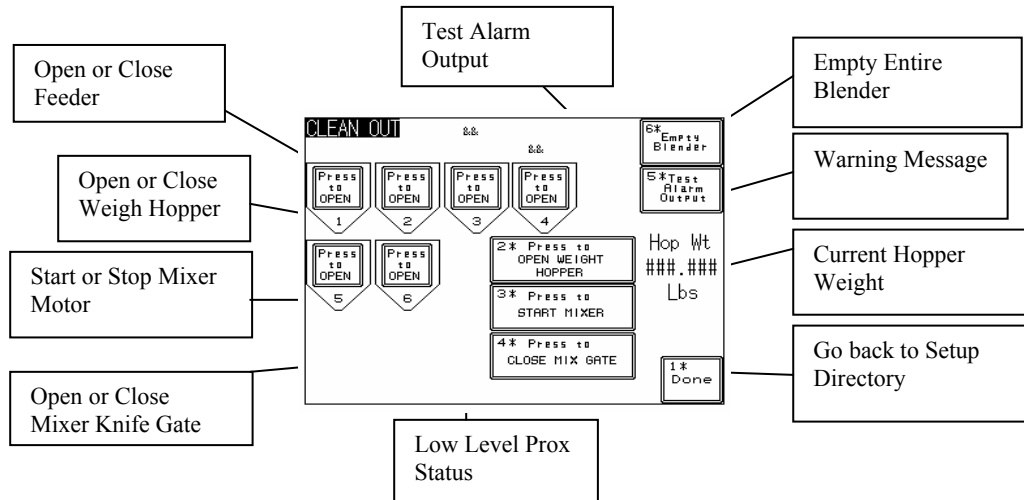 Test Alarm
Output
Open or Close
Feeder
Empty Entire
Blender
Open or Close
Weigh Hopper
Warning Message
Start or Stop Mixer
Motor
Current Hopper
Weight
Open or Close
Mixer Knife Gate
Go back to Setup
Directory
Low Level Prox
Status
CLEAN OUT
&&
&&
6* Empty
Blender
5*Test
Alarm
Output
Press
to
OPEN
1
Press
to
OPEN
2
Press
to
OPEN
3
Press
to
OPEN
4
Press
to
OPEN
5
Press
to
OPEN
6
2* Press to
OPEN WEIGHT
HOPPER
3* Press to
START MIXER
4* Press to
CLOSE MIX GATE
Hop Wt
###.###
Lbs
1*
Done